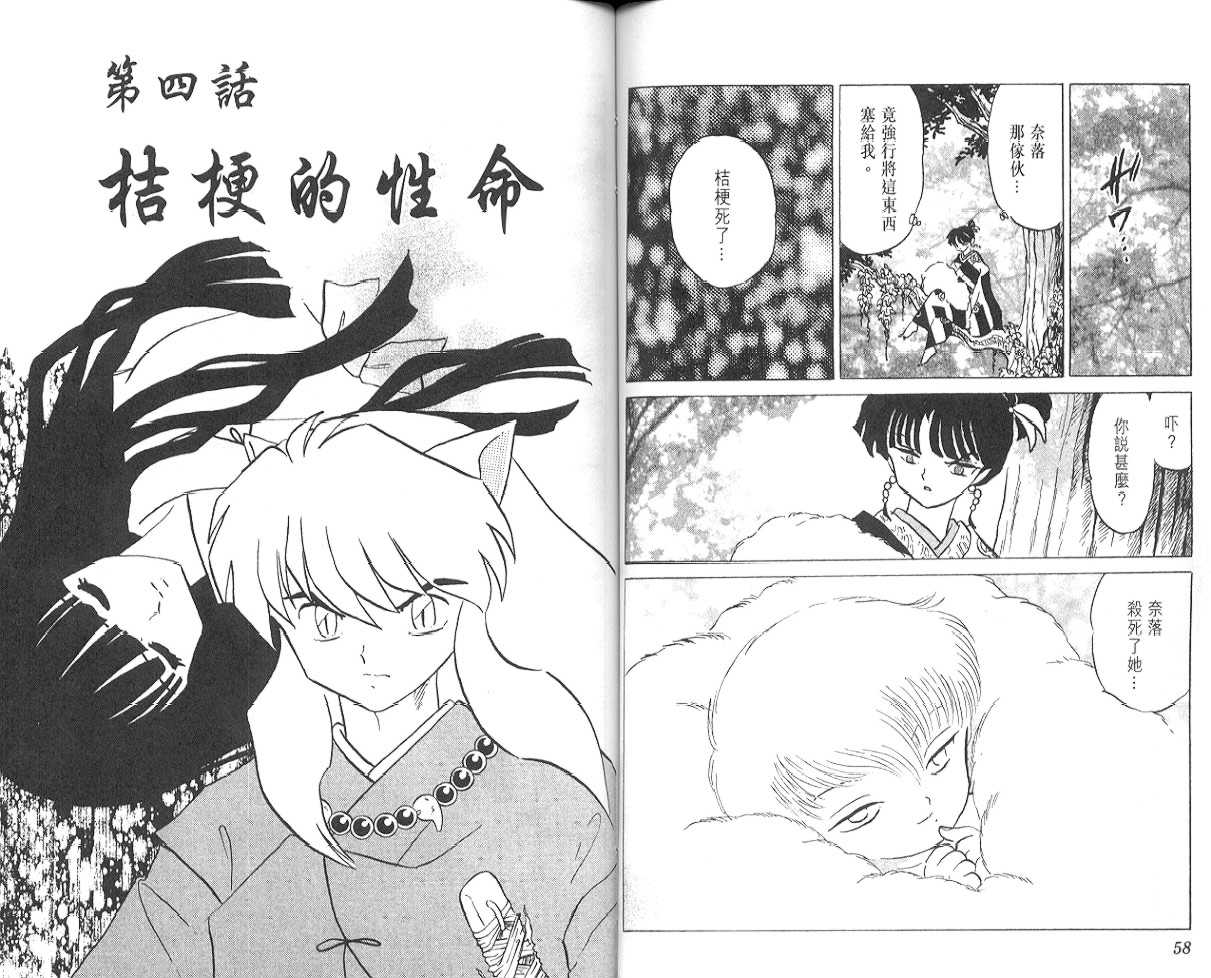 ザワ…
奈落
那傢伙…
竟強行將這東西
塞給我。
桔梗死了…
吓？
你説甚麼？
奈落
殺死了她…
58
第四話
桔梗的性命